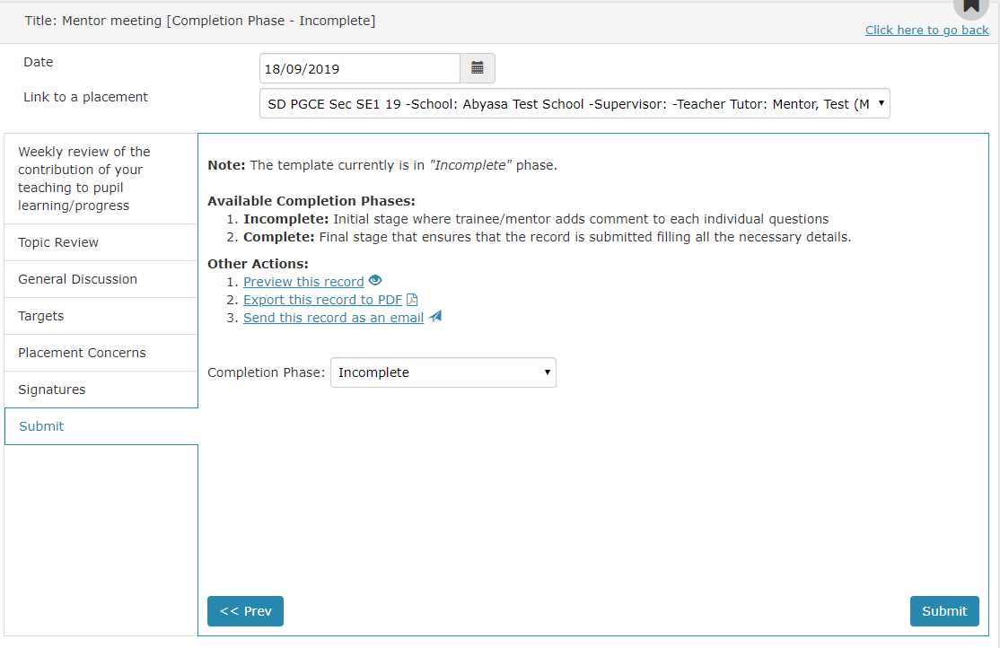 Title: Mentor meeting [Completion Phase - Incomplete]
Click here to go back
Date
18/09/2019
Link to a placement
SD PGCE Sec SE1 19 -School: Abyasa Test School -Supervisor: -Teacher Tutor: Mentor, Test (M
Weekly review of the
contribution of your
teaching to pupil
learning/progress
Topic Review
General Discussion
Targets
Placement Concerns
Signatures
Submit
Note: The template currently is in "Incomplete" phase.
Available Completion Phases:
1. Incomplete: Initial stage where trainee/mentor adds comment to each individual questions
2. Complete: Final stage that ensures that the record is submitted filling all the necessary details.
Other Actions:
1. Preview this record
2. Export this record to PDF
3. Send this record as an email
Completion Phase: Incomplete
<< Prev
Submit